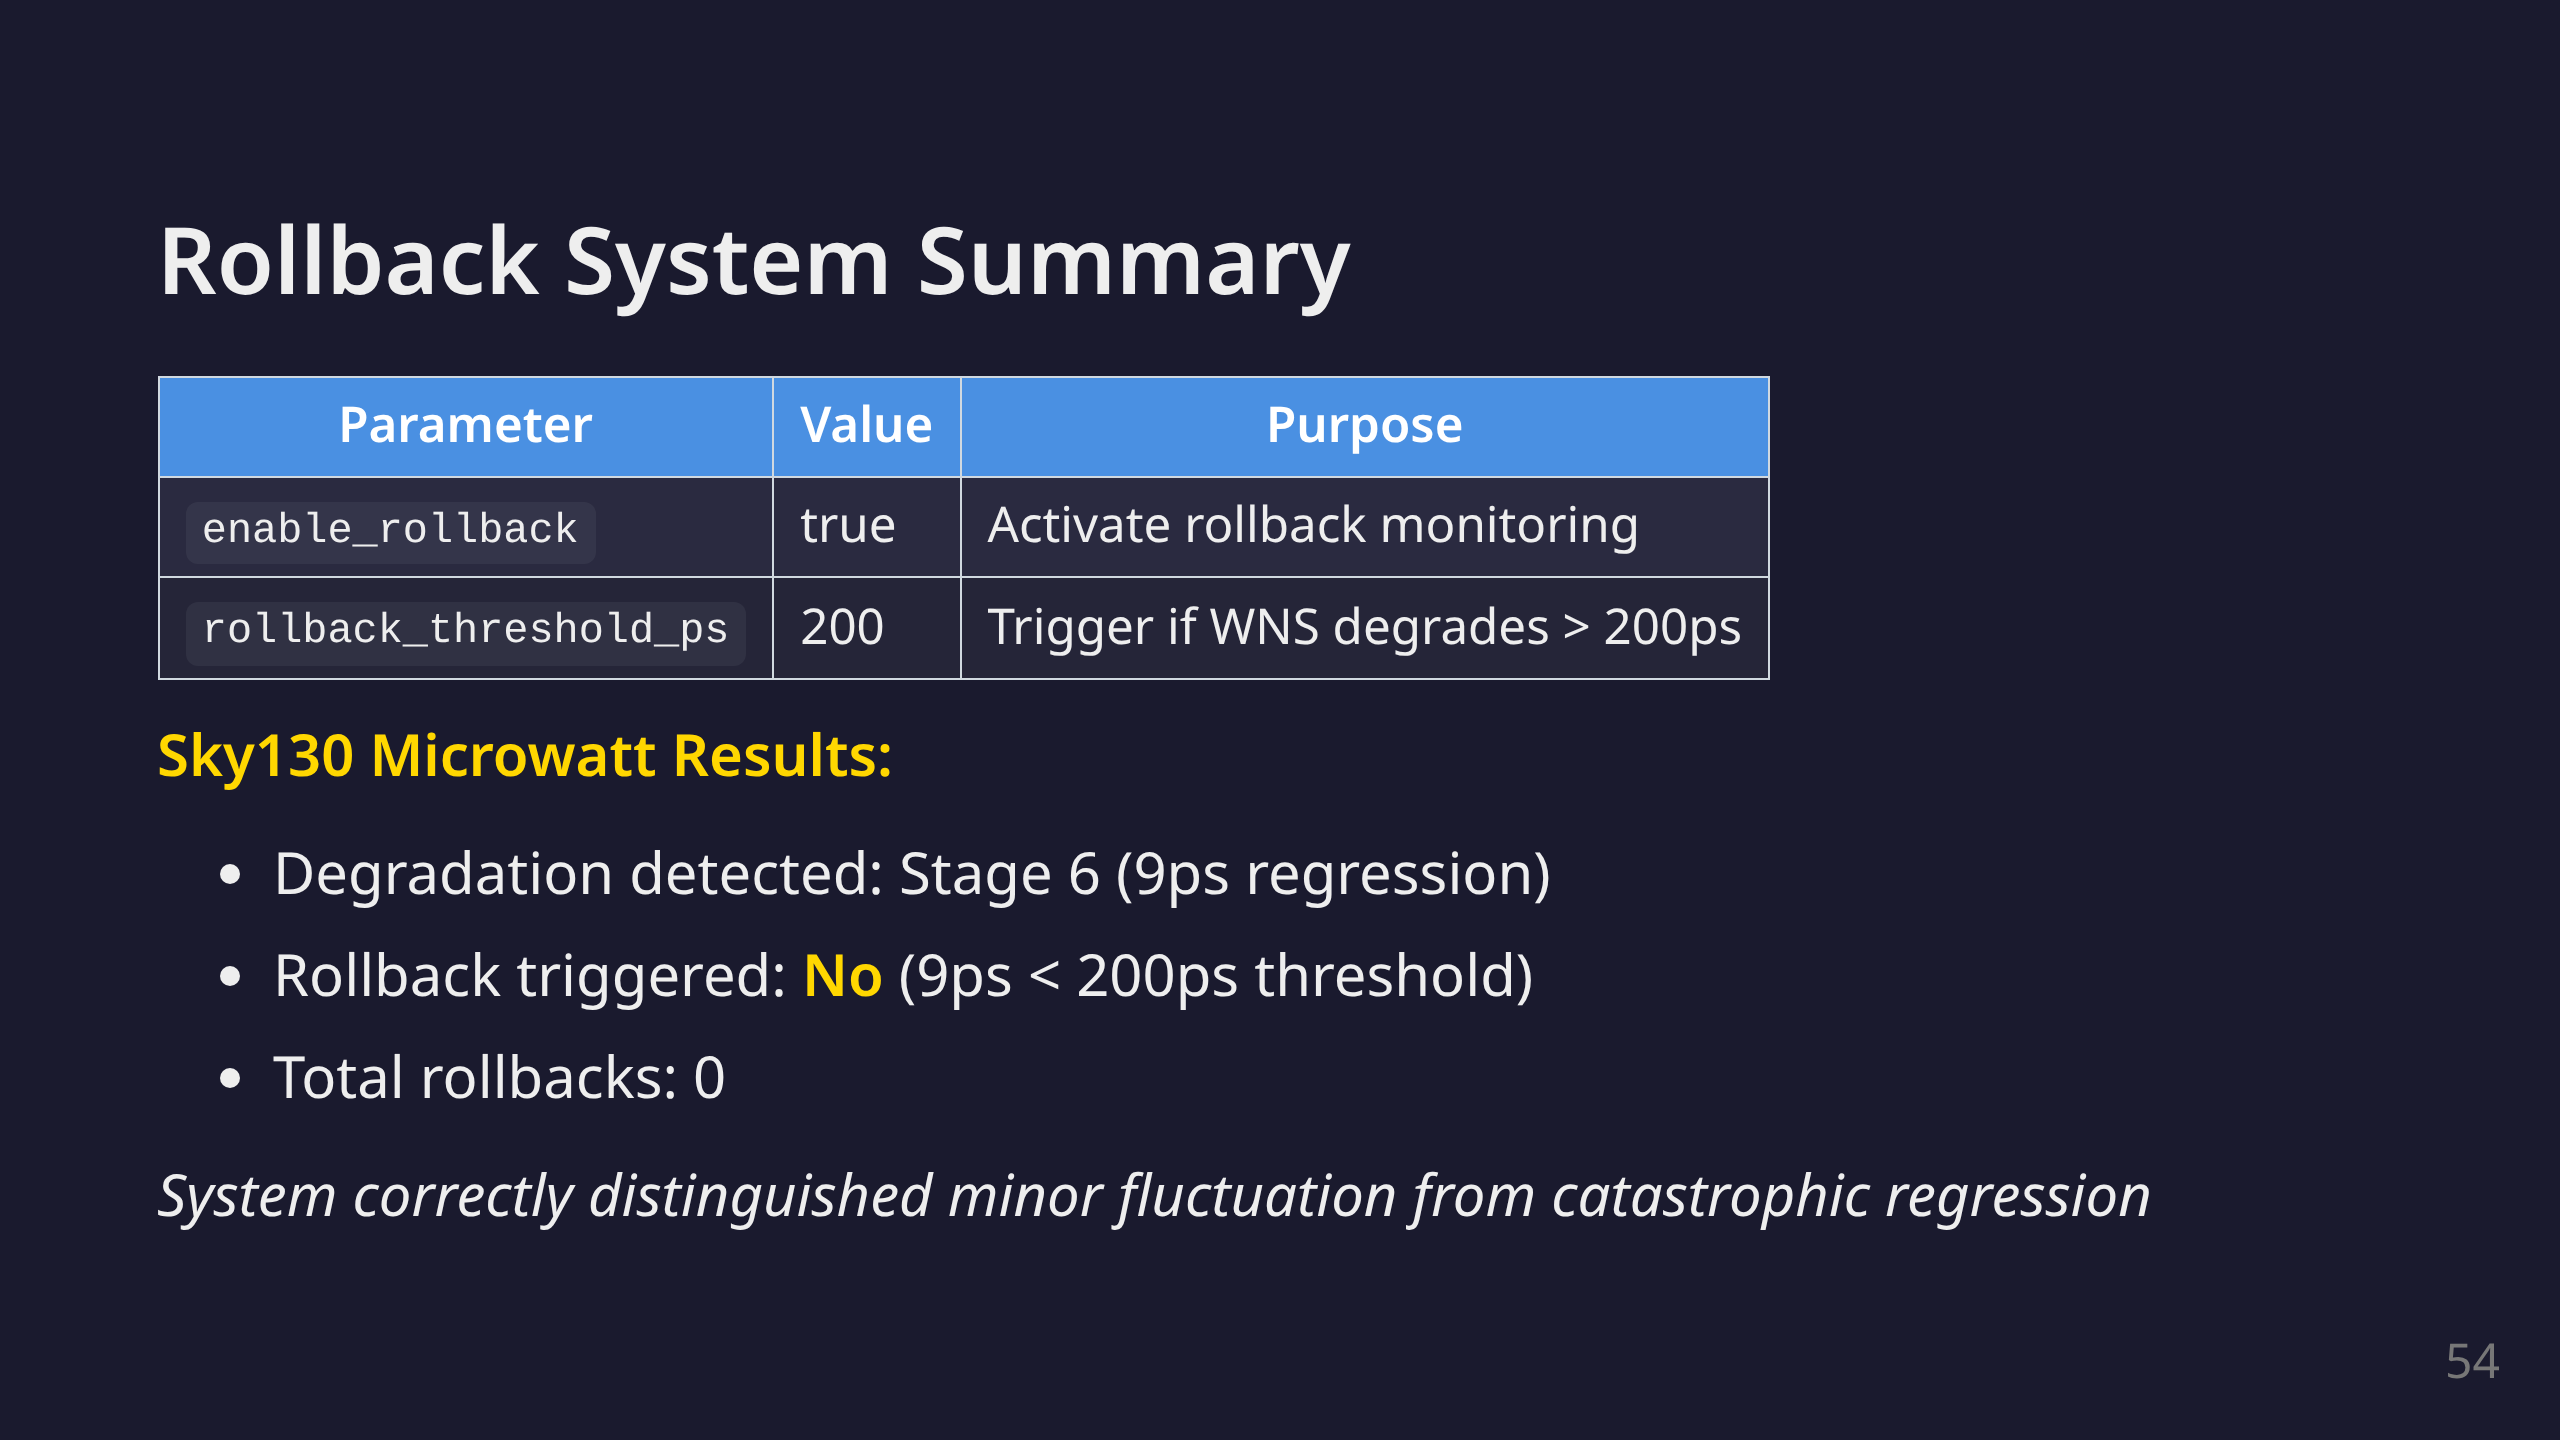 Rollback System Summary
Parameter Value Purpose
enable_rollback true Activate rollback monitoring
rollback_threshold_ps 200 Trigger if WNS degrades > 200ps
Sky130 Microwatt Results:
• Degradation detected: Stage 6 (9ps regression)
• Rollback triggered: No (9ps < 200ps threshold)
• Total rollbacks: 0
System correctly distinguished minor fluctuation from catastrophic regression
54